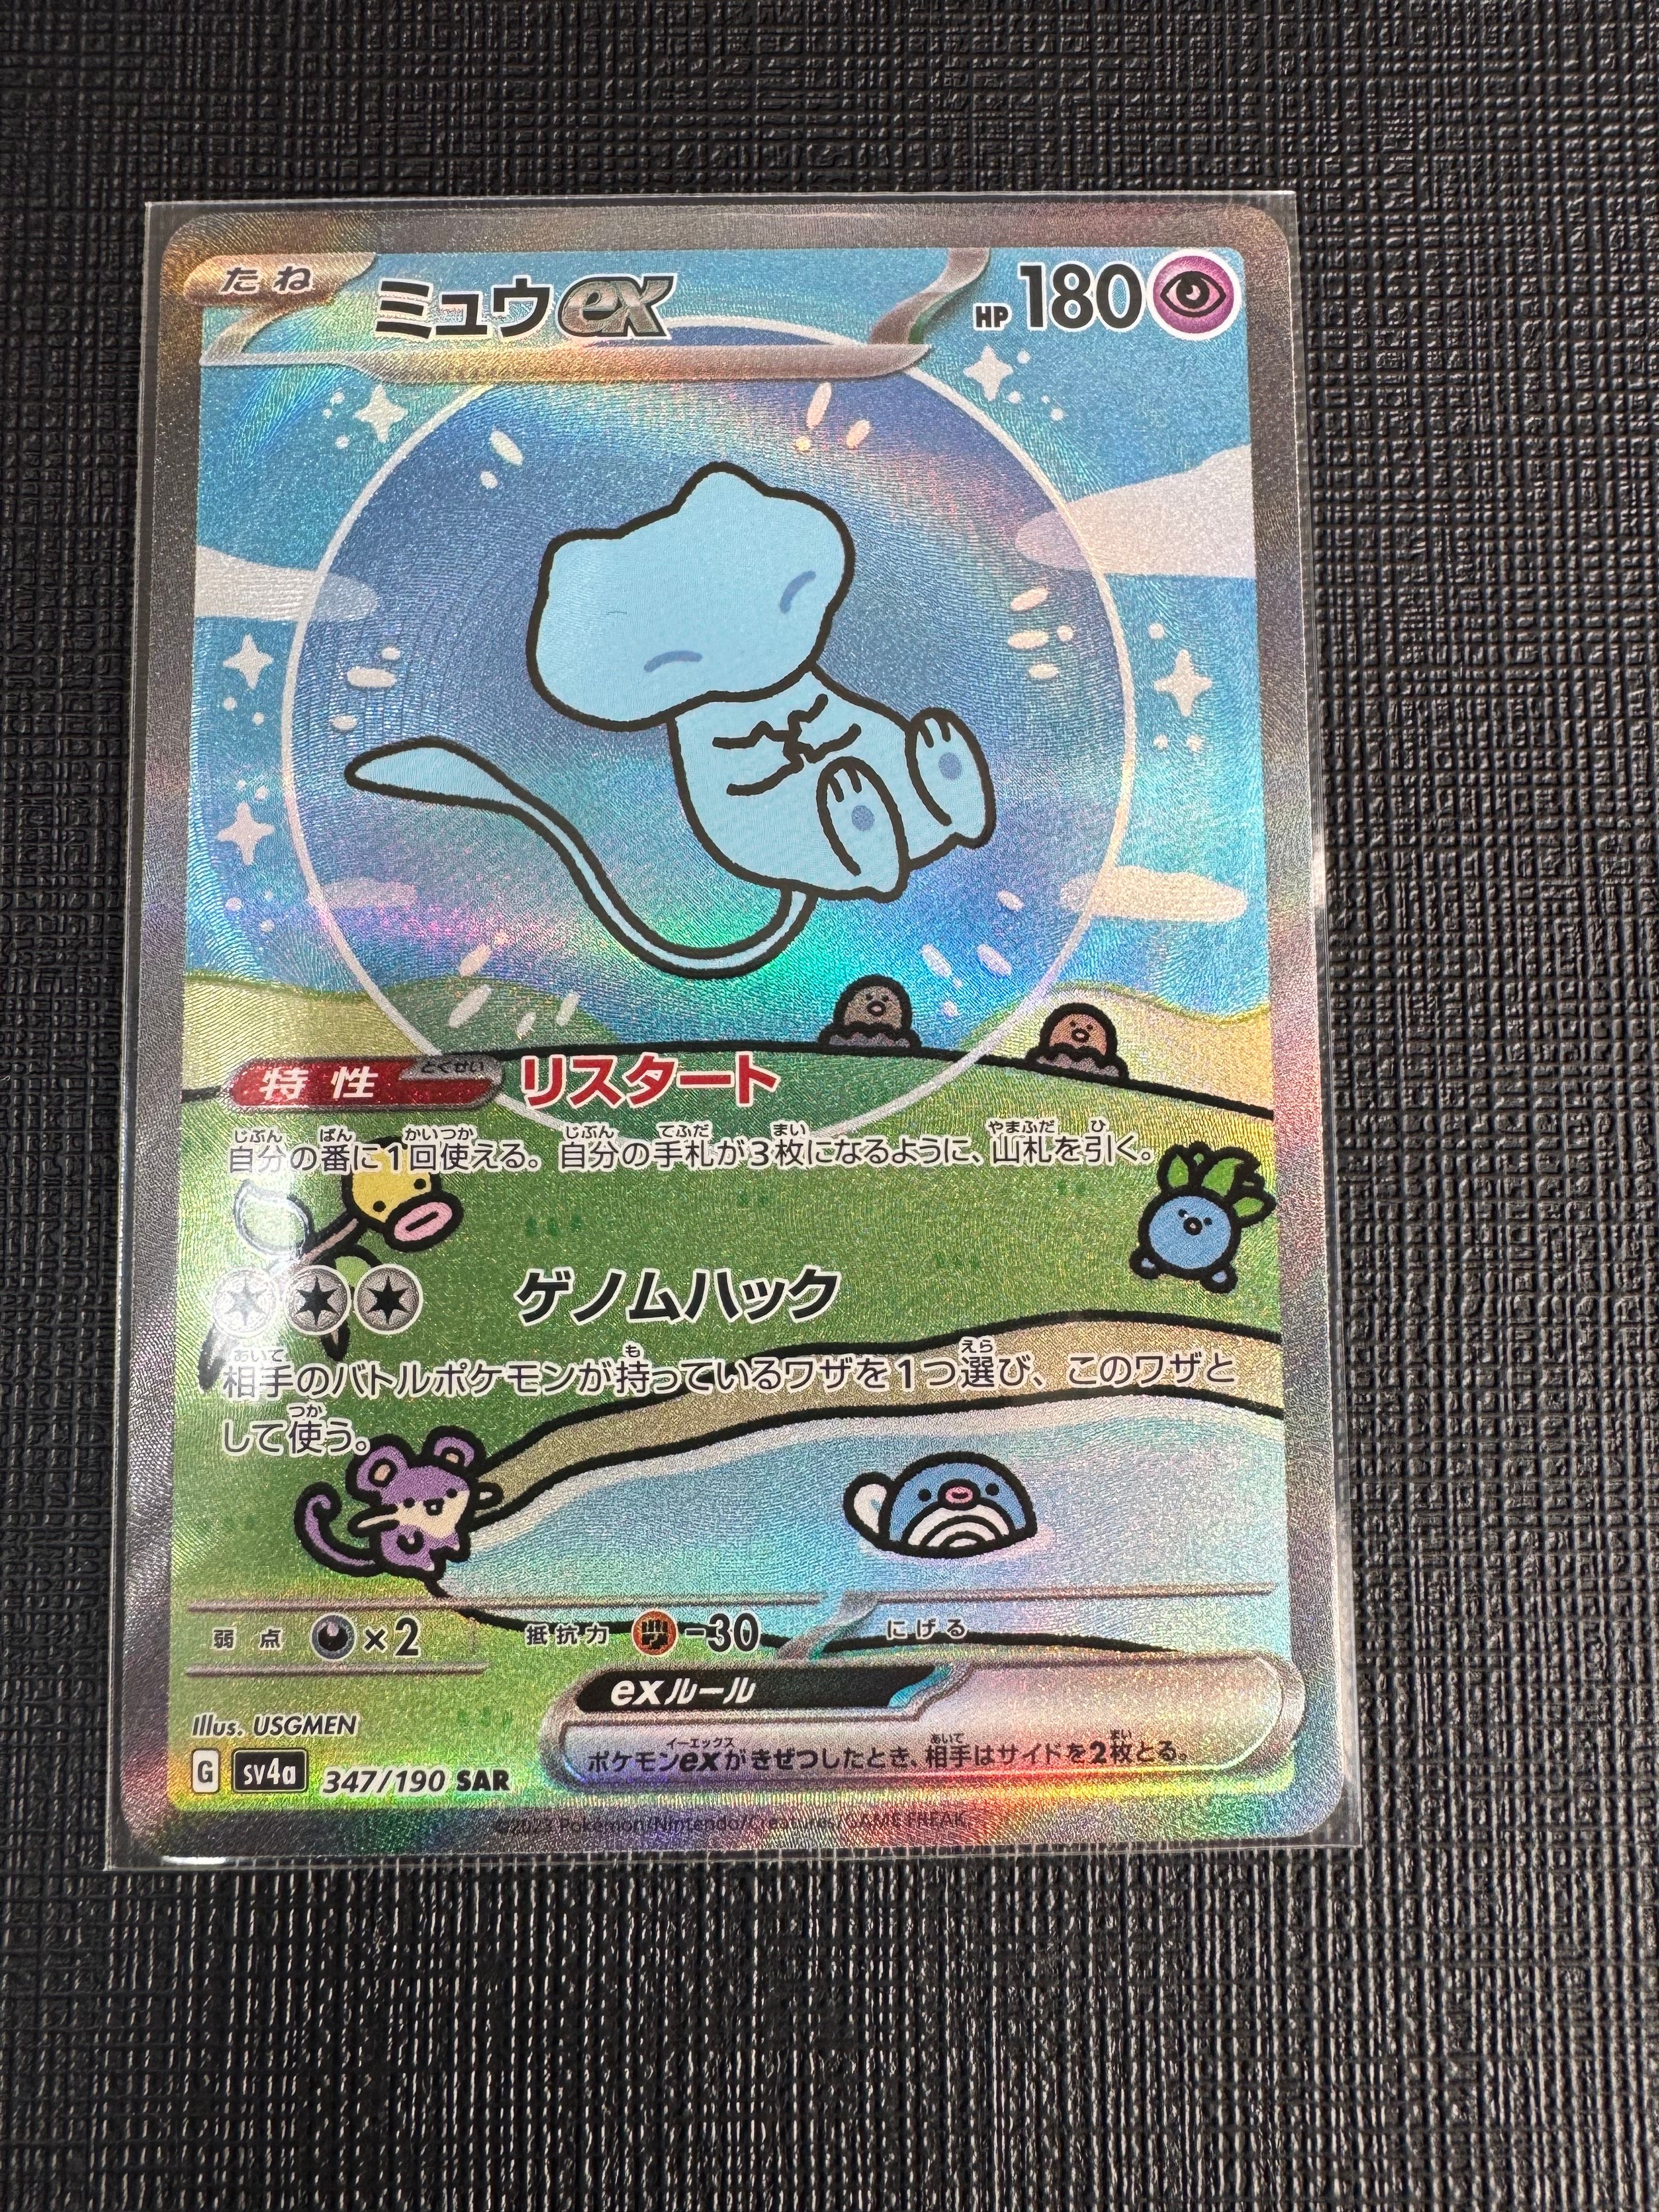 たね
ミュウex
HP 180
特性 とくせい リスタート
じぶん ばん かいつか じぶん てふだ まい やまふだ ひ
自分の番に1回使える。自分の手札が3枚になるように、山札を引く。
ゲノムハック
あいて も えら
相手のバトルポケモンが持っているワザを1つ選び、このワザと
つか
して使う。
弱点 ×2 抵抗力 -30 にげる
exルール
イーエックス あいて まい
ポケモンexがきぜつしたとき、相手はサイドを2枚とる。
Illus. USGMEN
G sv4a 347/190 SAR
©2023 Pokémon/Nintendo/Creatures/GAME FREAK.